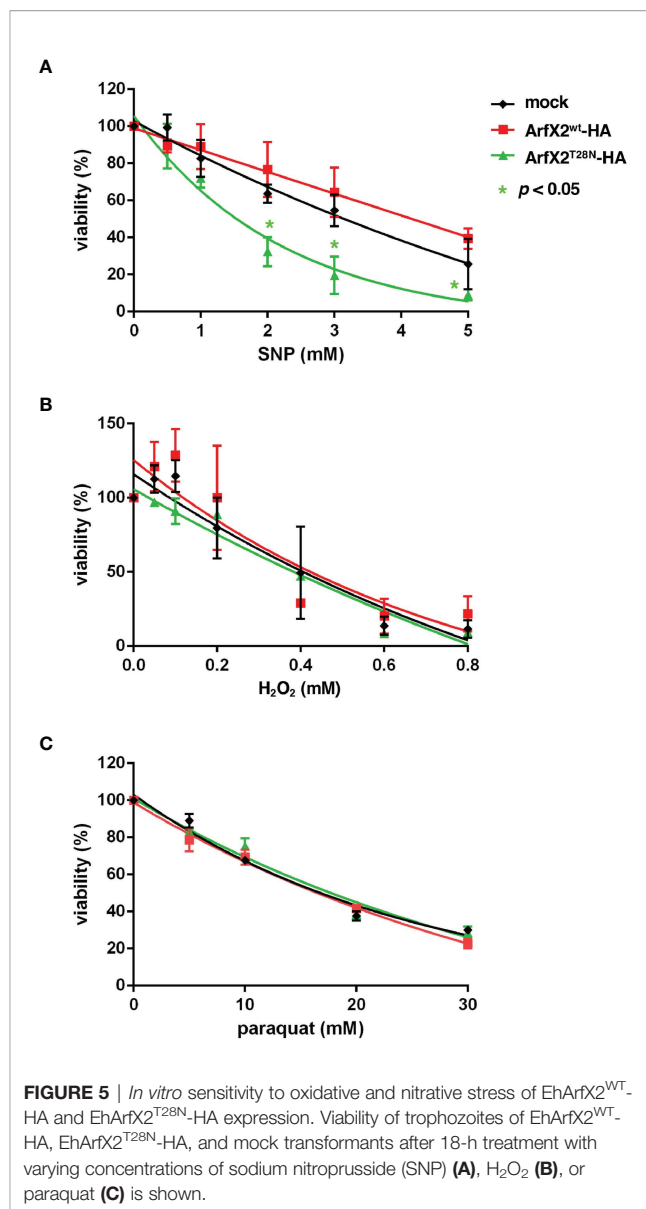 A
120
100
80
60
40
20
0
viability (%)
0 1 2 3 4 5
SNP (mM)
* * *
mock
ArfX2wt-HA
ArfX2T28N-HA
* p < 0.05
B
150
100
50
0
viability (%)
0.0 0.2 0.4 0.6 0.8
H2O2 (mM)
C
120
100
80
60
40
20
0
viability (%)
0 10 20 30
paraquat (mM)
FIGURE 5 | In vitro sensitivity to oxidative and nitrative stress of EhArfX2WT-
HA and EhArfX2T28N-HA expression. Viability of trophozoites of EhArfX2WT-
HA, EhArfX2T28N-HA, and mock transformants after 18-h treatment with
varying concentrations of sodium nitroprusside (SNP) (A), H2O2 (B), or
paraquat (C) is shown.